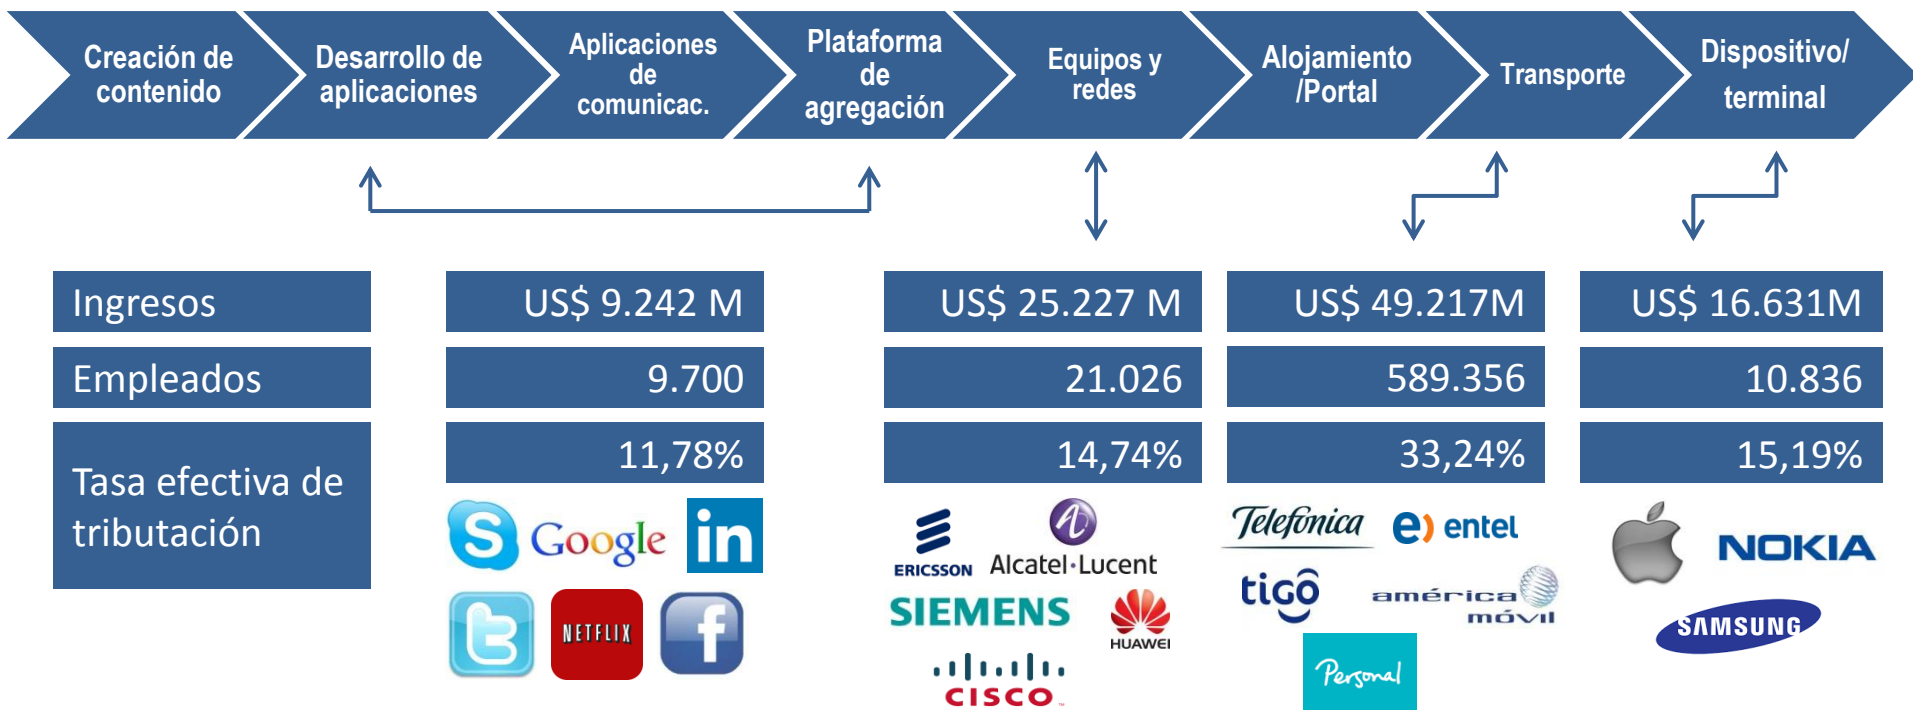 Creación de
contenido
Desarrollo de
aplicaciones
Aplicaciones
de
comunicac.
Plataforma
de
agregación
Equipos y
redes
Alojamiento
/Portal
Transporte
Dispositivo/
terminal
Ingresos
US$ 9.242 M
US$ 25.227 M
US$ 49.217M
US$ 16.631M
Empleados
9.700
21.026
589.356
10.836
Tasa efectiva de
tributación
11,78%
14,74%
33,24%
15,19%
S
Google
in
NETFLIX
f
ERICSSON
Alcatel·Lucent
SIEMENS
HUAWEI
CISCO
Telefónica
e) entel
tigo
américa
móvil
Personal
NOKIA
SAMSUNG